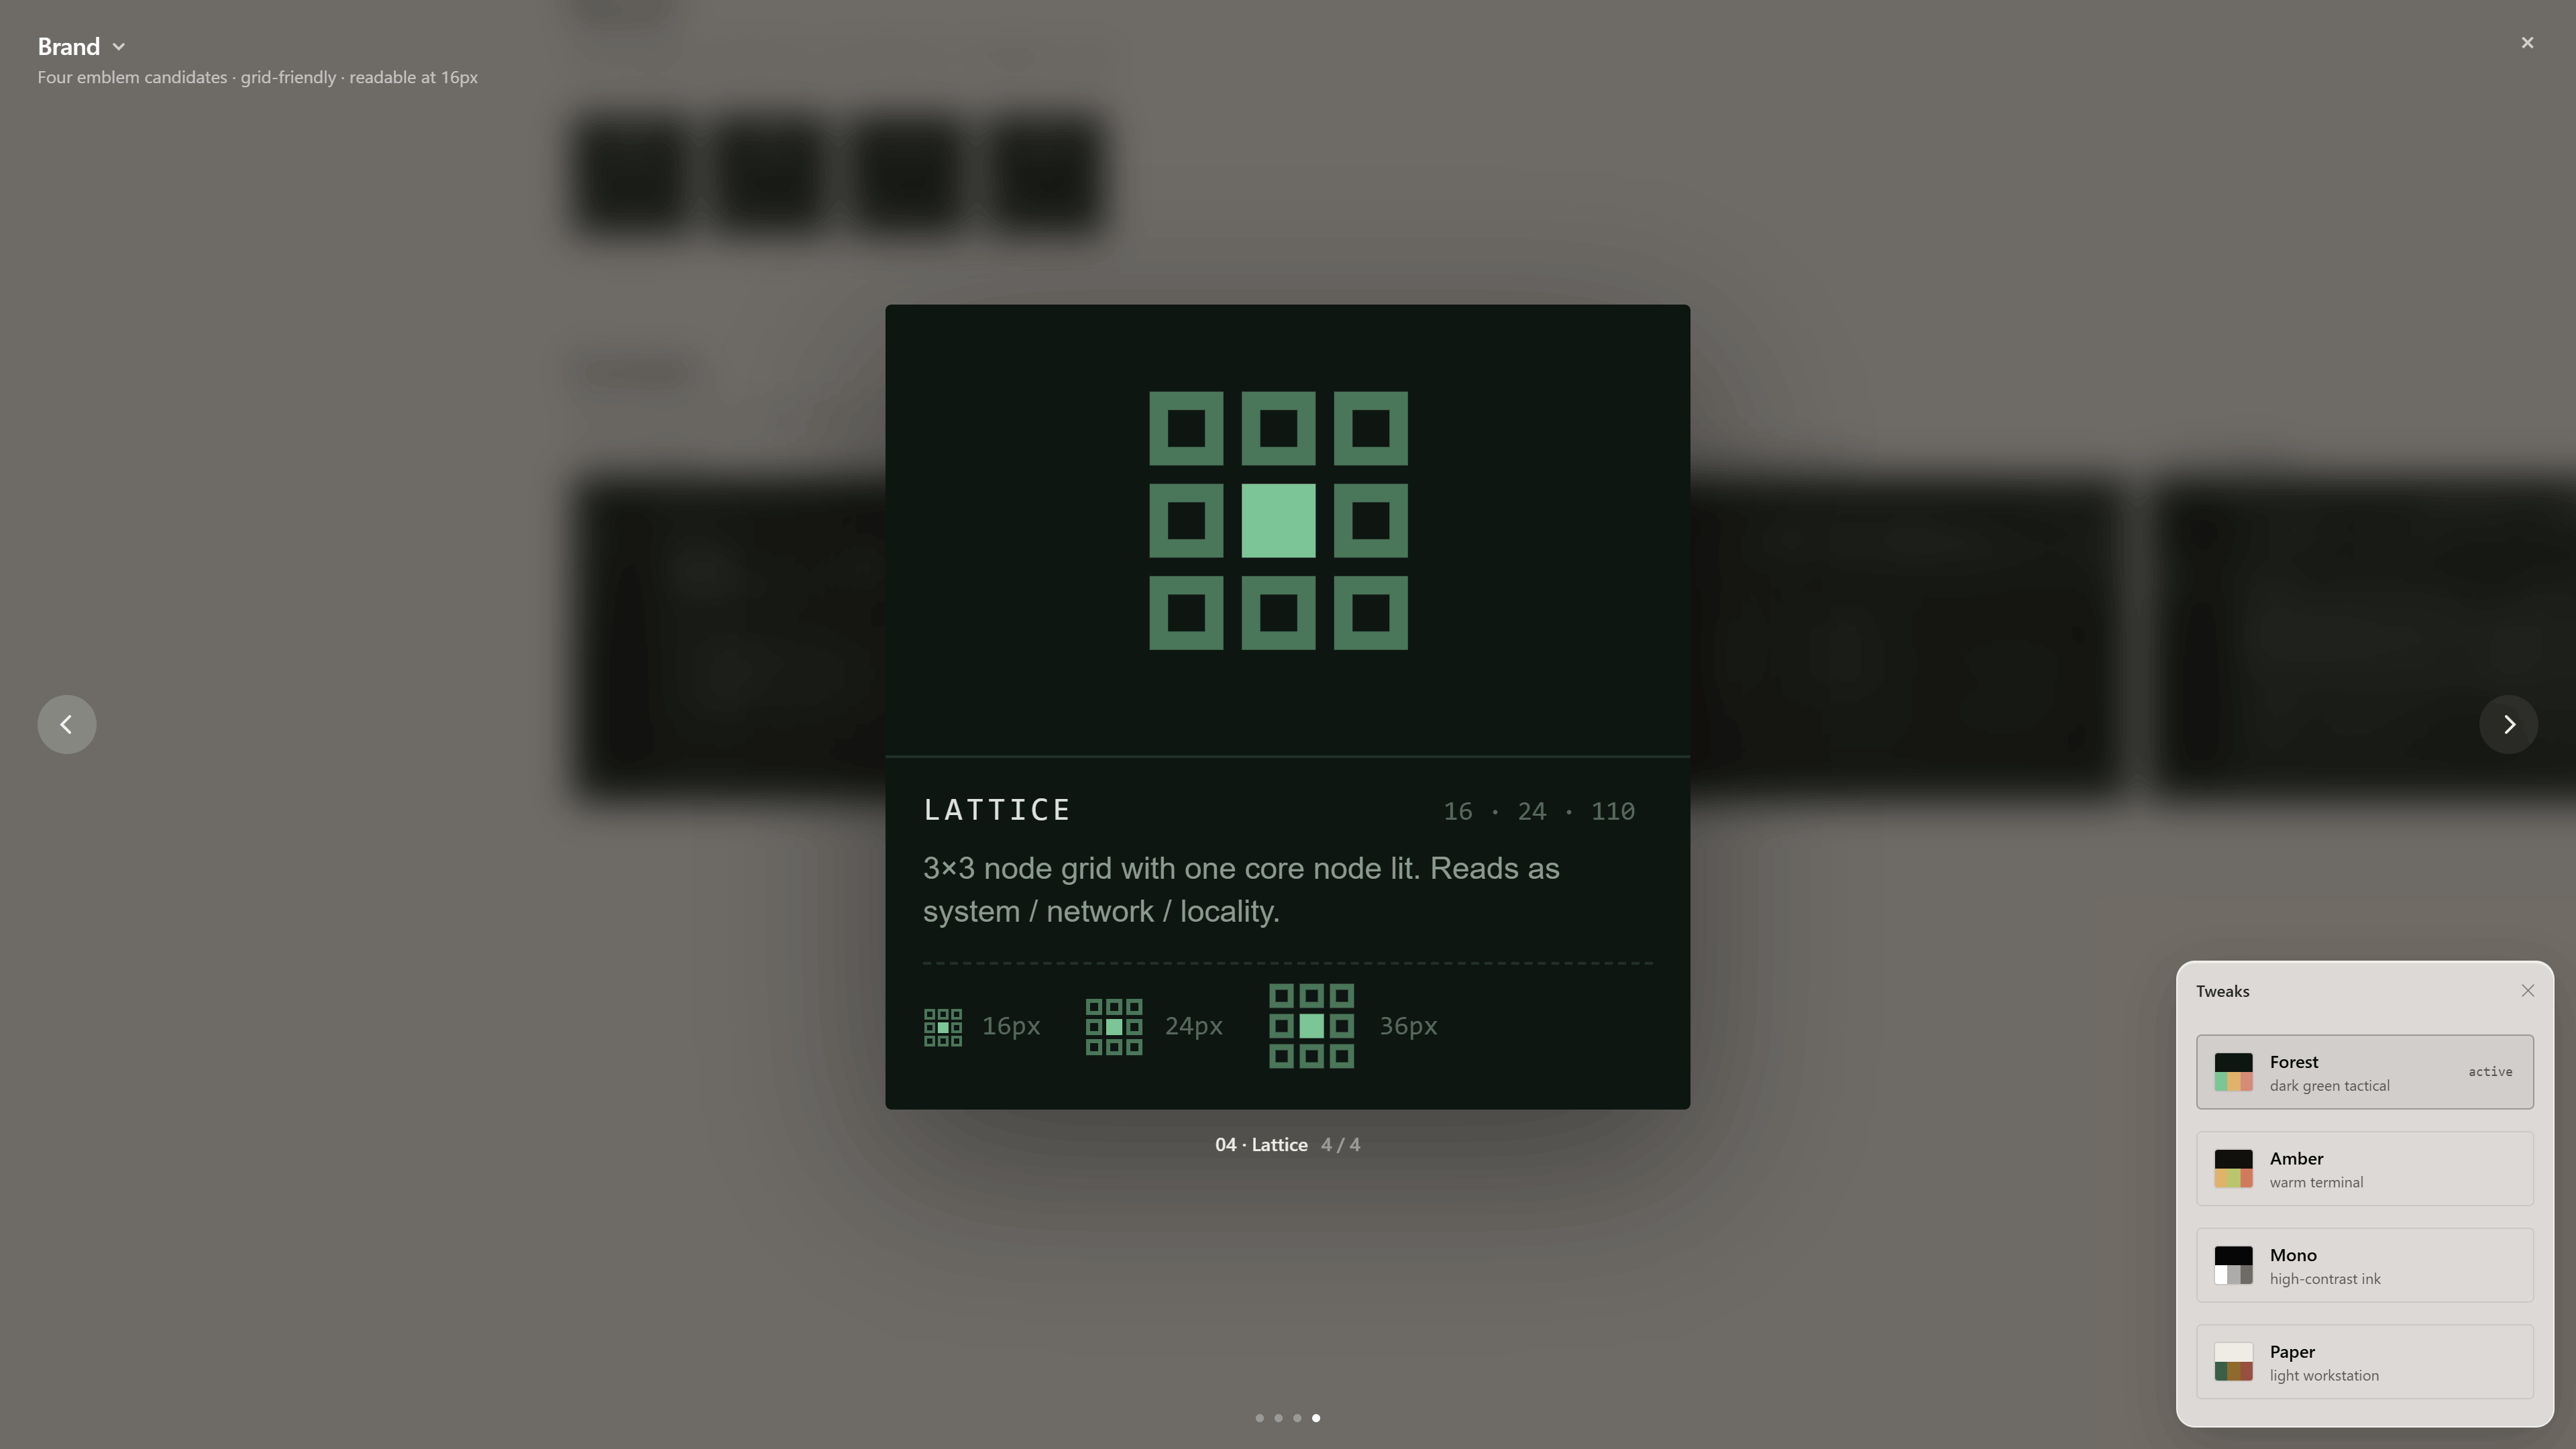 Brand
Four emblem candidates · grid-friendly · readable at 16px
LATTICE
16 · 24 · 110
3×3 node grid with one core node lit. Reads as
system / network / locality.
16px
24px
36px
04 · Lattice 4 / 4
Tweaks
Forest
dark green tactical
active
Amber
warm terminal
Mono
high-contrast ink
Paper
light workstation